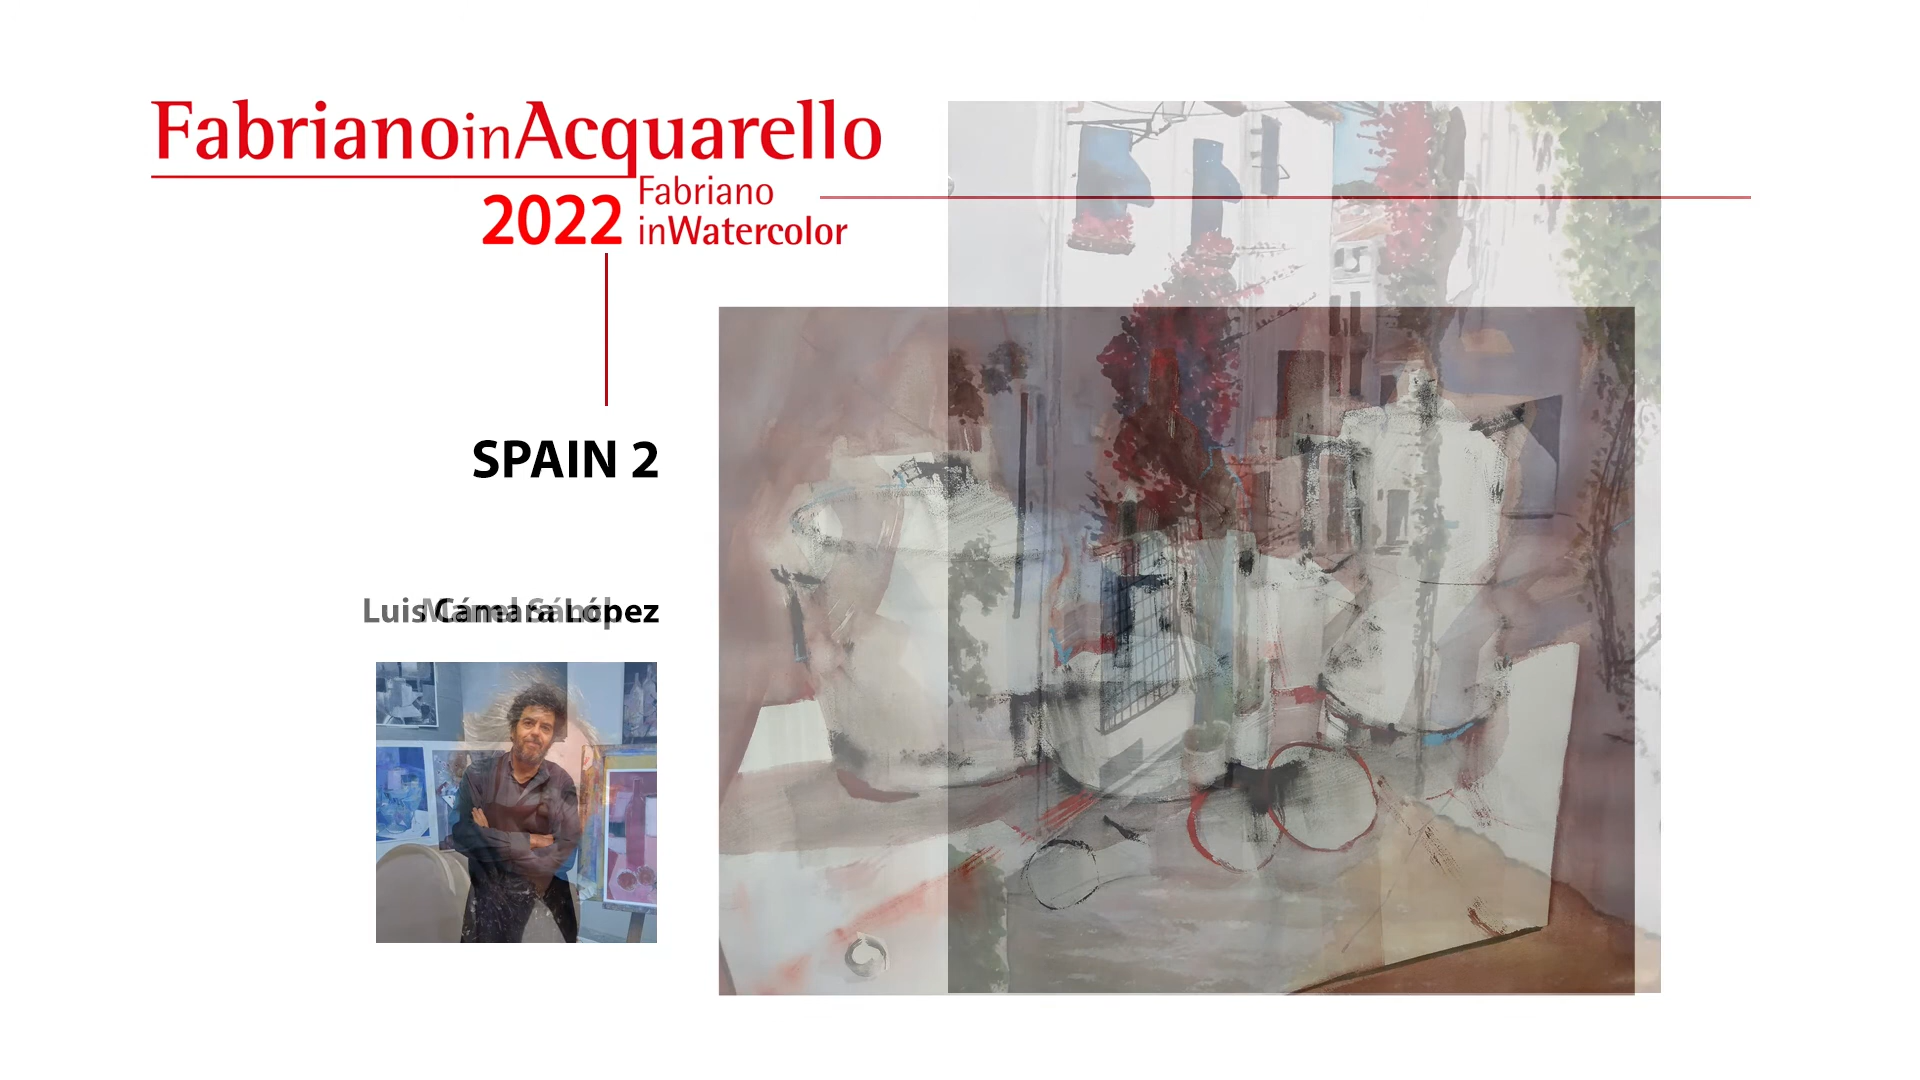 FabrianoinAcquarello
2022 Fabriano
inWatercolor
SPAIN 2
Luis Cámara López